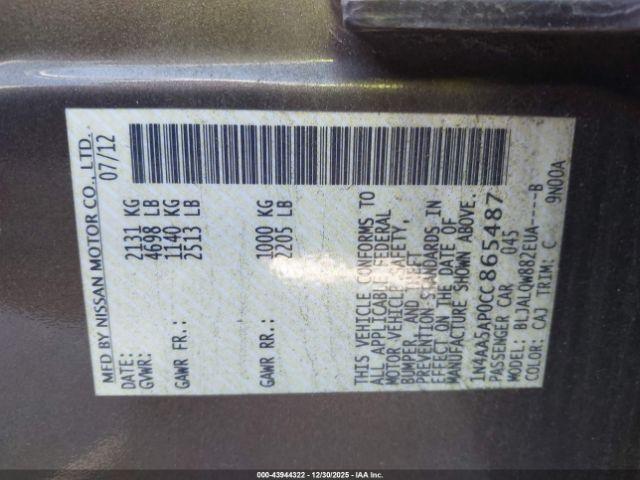 MFD BY NISSAN MOTOR CO., LTD.
DATE: 07/12
GVWR: 2131 KG
4698 LB
GAWR FR.: 1140 KG
2513 LB
GAWR RR.: 1000 KG
2205 LB
THIS VEHICLE CONFORMS TO
ALL APPLICABLE FEDERAL
MOTOR VEHICLE SAFETY,
BUMPER, AND THEFT
PREVENTION STANDARDS IN
EFFECT ON THE DATE OF
MANUFACTURE SHOWN ABOVE.
1N4AA5AP0CC865487
PASSENGER CAR 045
MODEL: BLJALQW882EUA----B
COLOR: CAJ TRIM: C 9N00A
000-43944322 • 12/30/2025 • IAA Inc.